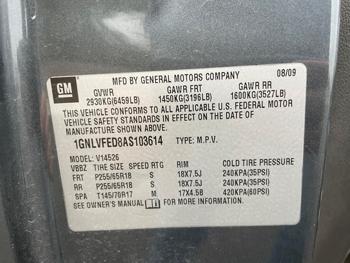 GM
MFD BY GENERAL MOTORS COMPANY
08/09
GVWR GAWR FRT GAWR RR
2930KG(6459LB) 1450KG(3196LB) 1600KG(3527LB)
THIS VEHICLE CONFORMS TO ALL APPLICABLE U.S. FEDERAL MOTOR
VEHICLE SAFETY STANDARDS IN EFFECT ON THE DATE OF
MANUFACTURE SHOWN ABOVE.
1GNLVFED8AS103614 TYPE: M.P.V.
MODEL: V14526
VBBZ TIRE SIZE SPEED RTG RIM COLD TIRE PRESSURE
FRT P255/65R18 S 18X7.5J 240KPA(35PSI)
RR P255/65R18 S 18X7.5J 240KPA(35PSI)
SPA T145/70R17 M 17X4.5B 420KPA(60PSI)
SEE OWNER'S MANUAL FOR ADDITIONAL INFORMATION.